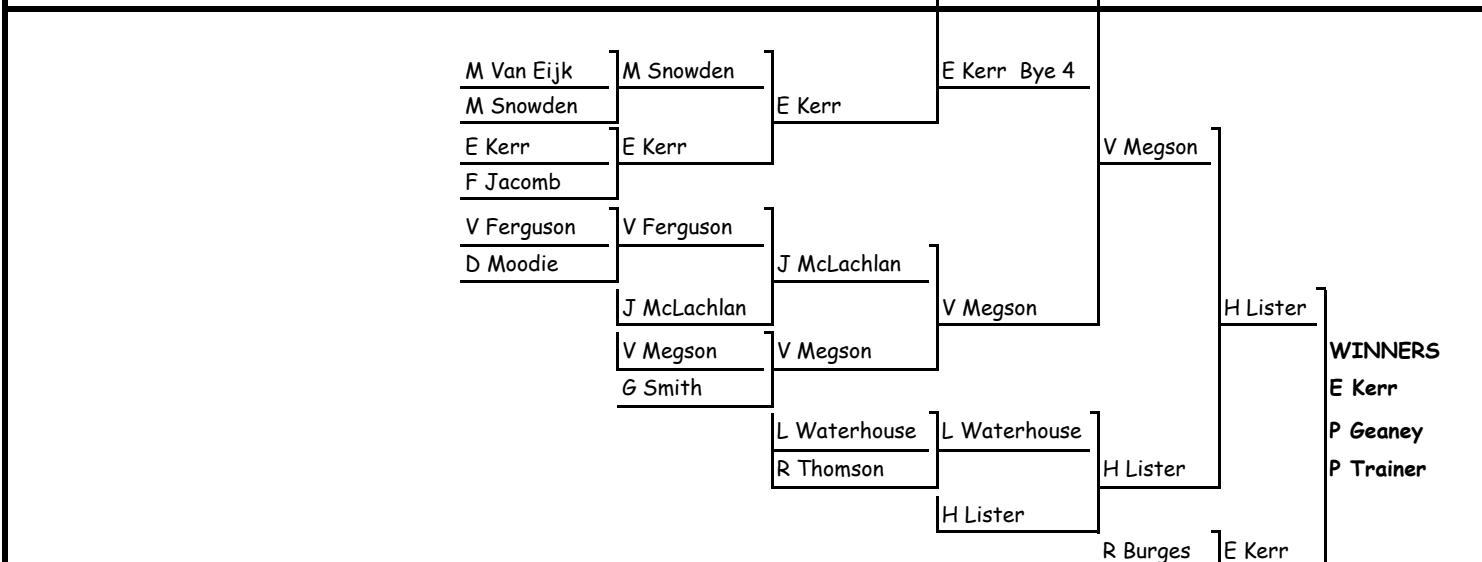 M Van Eijk M Snowden E Kerr Bye 4
M Snowden E Kerr
E Kerr E Kerr V Megson
F Jacomb
V Ferguson V Ferguson
D Moodie J McLachlan
J McLachlan V Megson H Lister
V Megson V Megson WINNERS
G Smith E Kerr
L Waterhouse L Waterhouse P Geaney
R Thomson H Lister P Trainer
H Lister
R Burges E Kerr